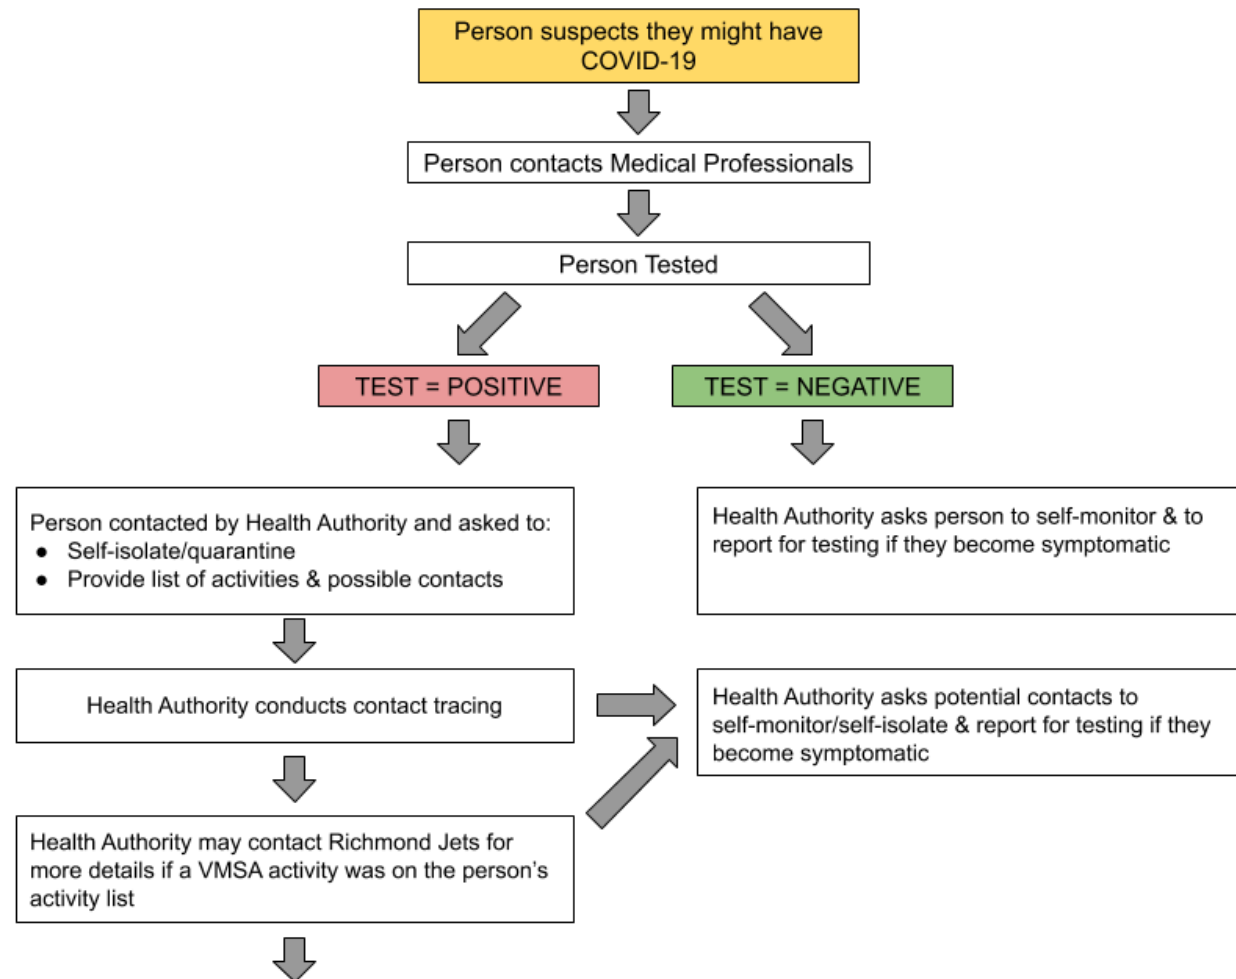 Person suspects they might have
COVID-19
Person contacts Medical Professionals
Person Tested
TEST = POSITIVE
TEST = NEGATIVE
Person contacted by Health Authority and asked to:
● Self-isolate/quarantine
● Provide list of activities & possible contacts
Health Authority asks person to self-monitor & to
report for testing if they become symptomatic
Health Authority conducts contact tracing
Health Authority asks potential contacts to
self-monitor/self-isolate & report for testing if they
become symptomatic
Health Authority may contact Richmond Jets for
more details if a VMSA activity was on the person’s
activity list